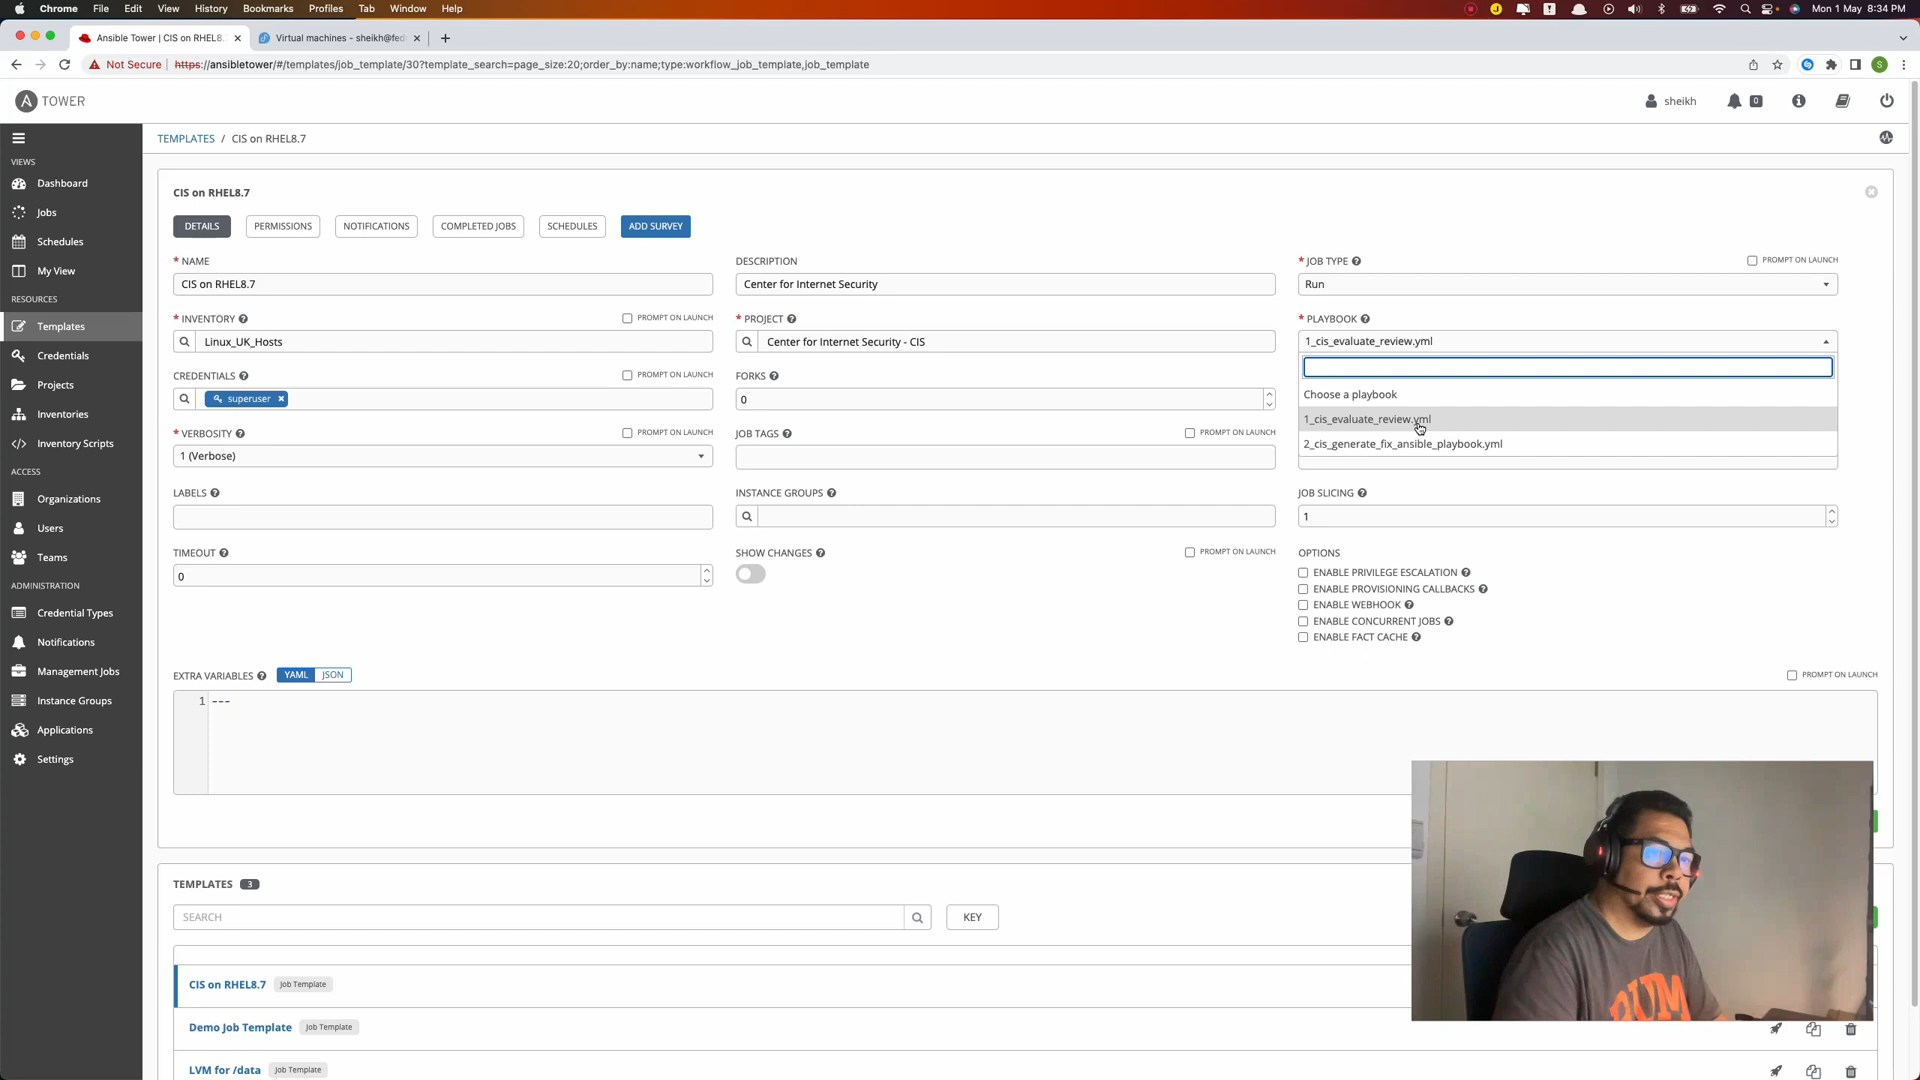 Chrome File Edit View History Bookmarks Profiles Tab Window Help Mon 1 May 8:34 PM
Ansible Tower | CIS on RHEL8. Virtual machines - sheikh@fed
Not Secure https://ansibletower/#/templates/job_template/30?template_search=page_size:20;order_by:name;type:workflow_job_template,job_template S
A TOWER sheikh 0
TEMPLATES / CIS on RHEL8.7
VIEWS
Dashboard
Jobs
Schedules
My View
RESOURCES
Templates
Credentials
Projects
Inventories
Inventory Scripts
ACCESS
Organizations
Users
Teams
ADMINISTRATION
Credential Types
Notifications
Management Jobs
Instance Groups
Applications
Settings
CIS on RHEL8.7
DETAILS PERMISSIONS NOTIFICATIONS COMPLETED JOBS SCHEDULES ADD SURVEY
* NAME DESCRIPTION * JOB TYPE ? PROMPT ON LAUNCH
CIS on RHEL8.7 Center for Internet Security Run
* INVENTORY ? PROMPT ON LAUNCH * PROJECT ? * PLAYBOOK ?
Linux_UK_Hosts Center for Internet Security - CIS 1_cis_evaluate_review.yml
CREDENTIALS ? PROMPT ON LAUNCH FORKS ?
Choose a playbook
superuser 0
1_cis_evaluate_review.yml
* VERBOSITY ? PROMPT ON LAUNCH JOB TAGS ? PROMPT ON LAUNCH
2_cis_generate_fix_ansible_playbook.yml
1 (Verbose)
LABELS ? INSTANCE GROUPS ? JOB SLICING ?
1
TIMEOUT ? SHOW CHANGES ? PROMPT ON LAUNCH OPTIONS
0
ENABLE PRIVILEGE ESCALATION ?
ENABLE PROVISIONING CALLBACKS ?
ENABLE WEBHOOK ?
ENABLE CONCURRENT JOBS ?
ENABLE FACT CACHE ?
EXTRA VARIABLES ? YAML JSON PROMPT ON LAUNCH
1 ---
TEMPLATES 3
SEARCH KEY
CIS on RHEL8.7 Job Template
Demo Job Template Job Template
LVM for /data Job Template